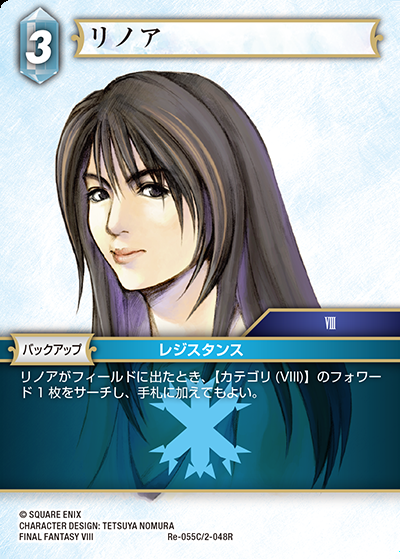 3
リノア
VIII
バックアップ
レジスタンス
リノアがフィールドに出たとき、【カテゴリ (VIII)】のフォワー
ド 1 枚をサーチし、手札に加えてもよい。
© SQUARE ENIX
CHARACTER DESIGN: TETSUYA NOMURA
FINAL FANTASY VIII
Re-055C/2-048R